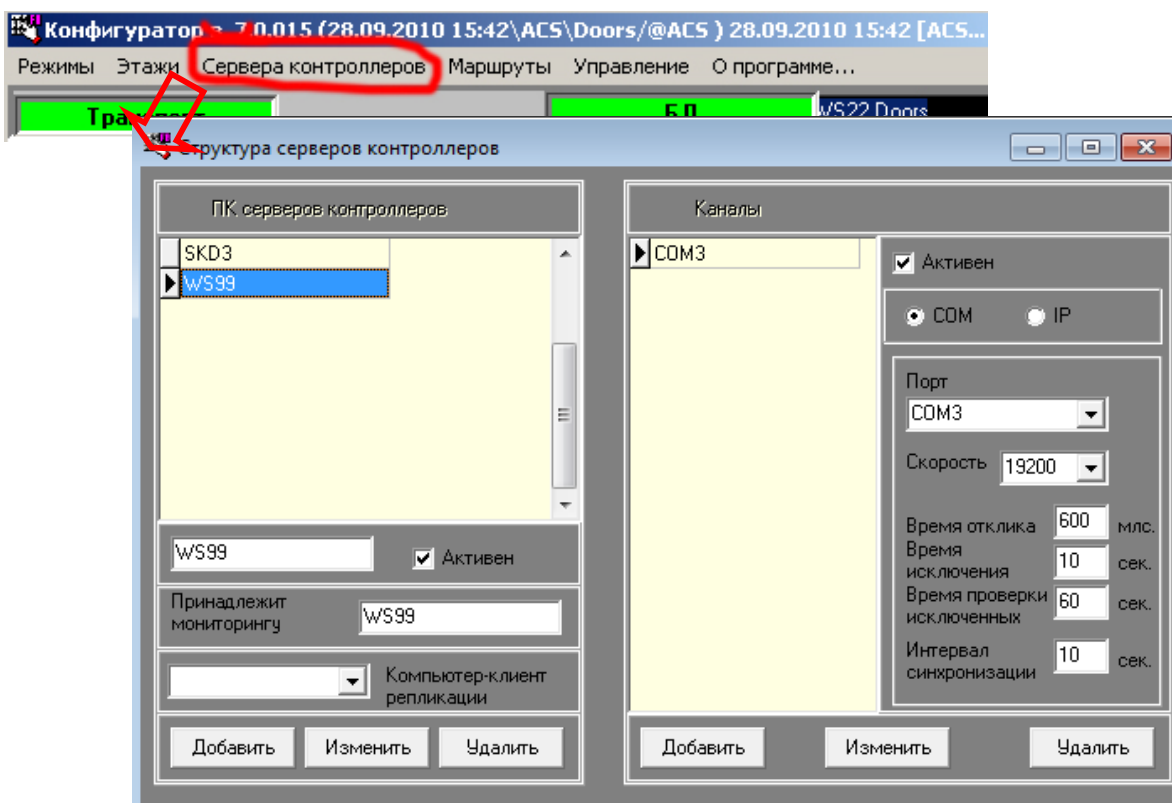 Конфигуратор 7.0.015 (28.09.2010 15:42\ACS\Doors/@ACS ) 28.09.2010 15:42 [ACS...
Режимы Этажи Сервера контроллеров Маршруты Управление О программе...
Транспорт БД WS22 Doors
Структура серверов контроллеров
ПК серверов контроллеров
SKD3
WS99
WS99
Активен
Принадлежит
мониторингу
WS99
Компьютер-клиент
репликации
Добавить Изменить Удалить
Каналы
COM3
Активен
COM IP
Порт
COM3
Скорость 19200
Время отклика 600 млс.
Время
исключения 10 сек.
Время проверки
исключенных 60 сек.
Интервал
синхронизации 10 сек.
Добавить Изменить Удалить